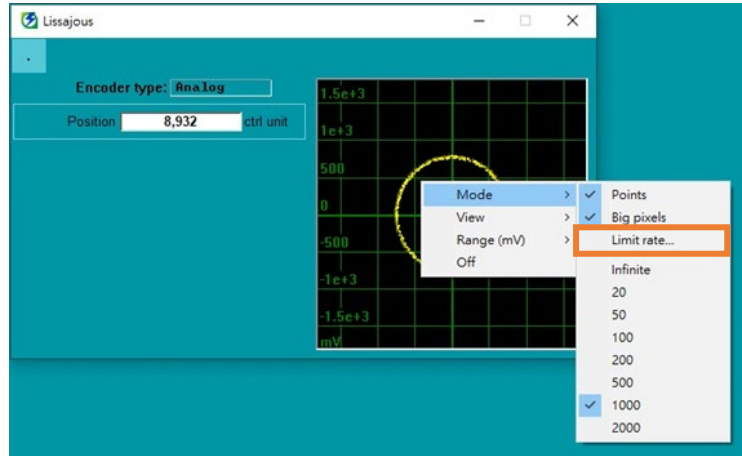 Lissajous
.
Encoder type: Analog
Position 8,932 ctrl unit
1.5e+3
1e+3
500
0
-500
-1e+3
-1.5e+3
mV
Mode
View
Range (mV)
Off
Points
Big pixels
Limit rate...
Infinite
20
50
100
200
500
1000
2000